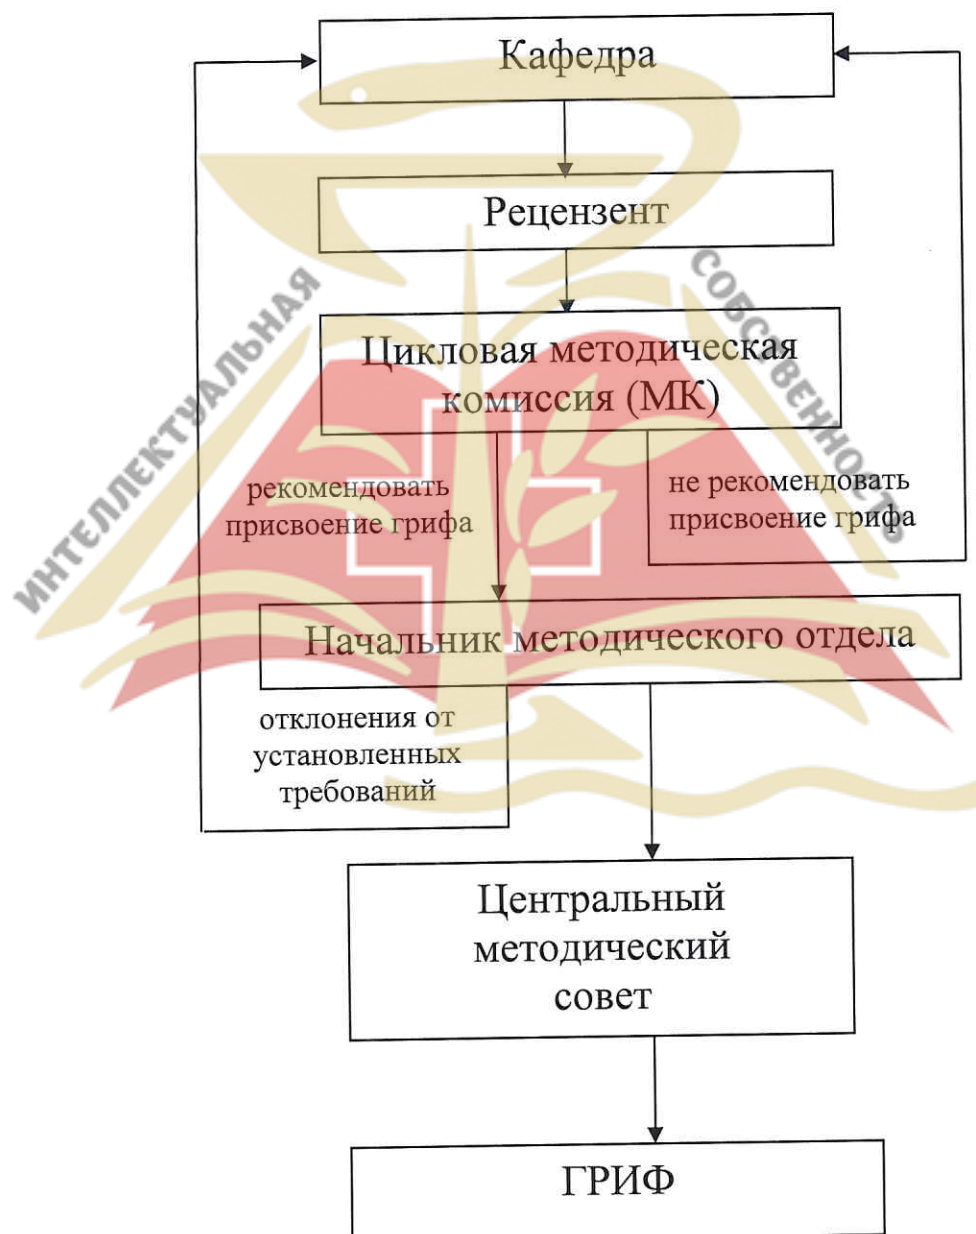 Кафедра
Рецензент
Цикловая методическая
комиссия (МК)
рекомендовать
присвоение грифа
не рекомендовать
присвоение грифа
Начальник методического отдела
отклонения от
установленных
требований
Центральный
методический
совет
ГРИФ
ИНТЕЛЛЕКТУАЛЬНАЯ
СОБСВЕННОСТЬ